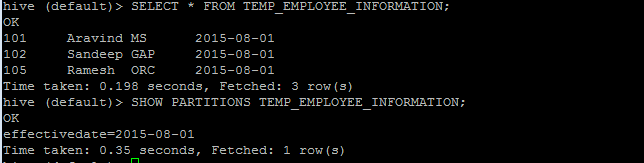 hive (default)> SELECT * FROM TEMP_EMPLOYEE_INFORMATION;
OK
101 Aravind MS 2015-08-01
102 Sandeep GAP 2015-08-01
105 Ramesh ORC 2015-08-01
Time taken: 0.198 seconds, Fetched: 3 row(s)
hive (default)> SHOW PARTITIONS TEMP_EMPLOYEE_INFORMATION;
OK
effectivedate=2015-08-01
Time taken: 0.35 seconds, Fetched: 1 row(s)